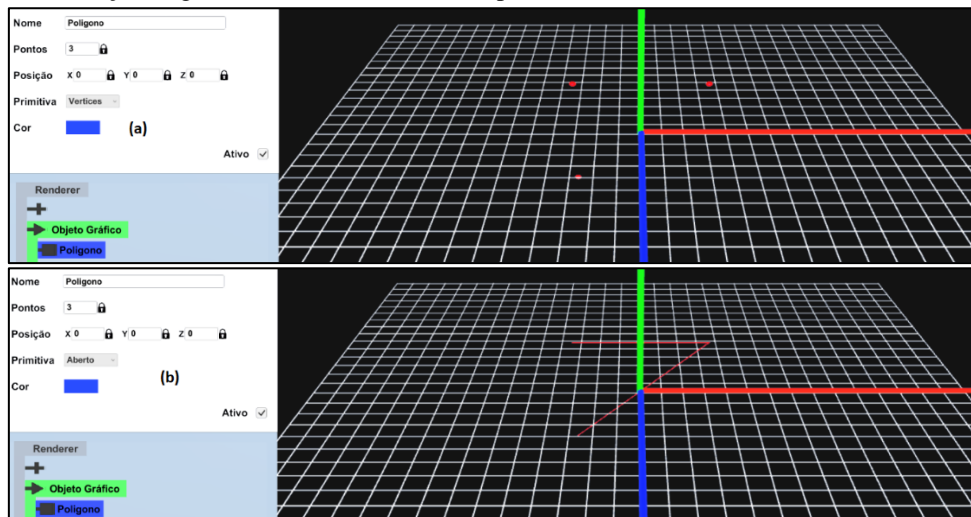 Nome Poligono
Pontos 3
Posição X 0 Y 0 Z 0
Primitiva Vertices
Cor (a)
Ativo
Renderer
Objeto Gráfico
Poligono
Nome Poligono
Pontos 3
Posição X 0 Y 0 Z 0
Primitiva Aberto
Cor (b)
Ativo
Renderer
Objeto Gráfico
Poligono